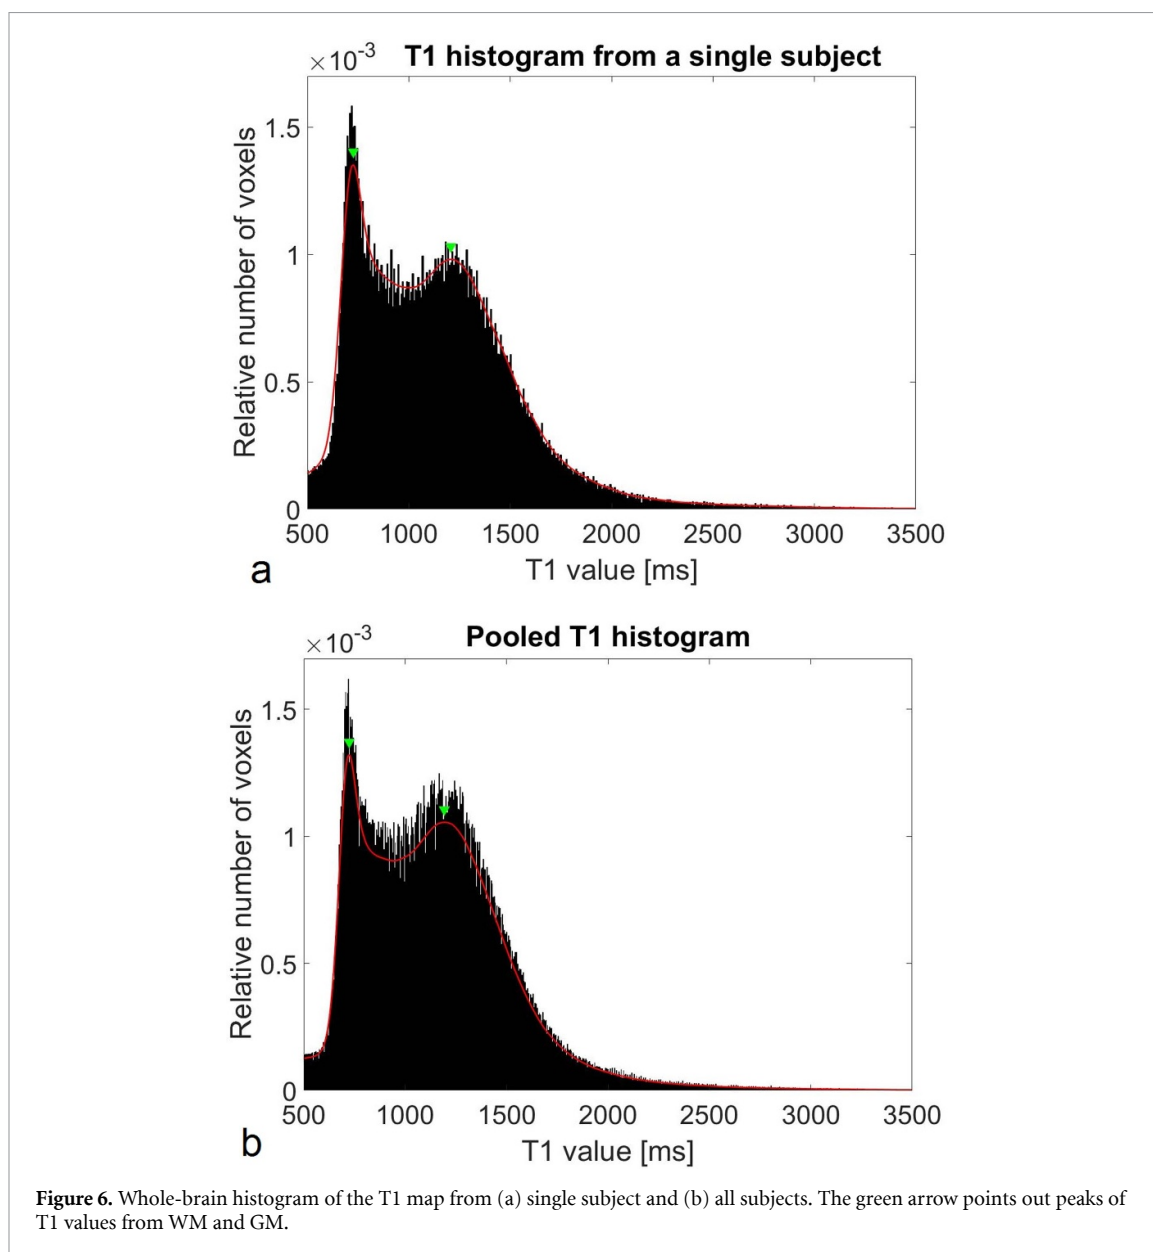 ×10-3 T1 histogram from a single subject
Relative number of voxels
1.5
1
0.5
0
500 1000 1500 2000 2500 3000 3500
T1 value [ms]
a
×10-3 Pooled T1 histogram
Relative number of voxels
1.5
1
0.5
0
500 1000 1500 2000 2500 3000 3500
T1 value [ms]
b
Figure 6. Whole-brain histogram of the T1 map from (a) single subject and (b) all subjects. The green arrow points out peaks of
T1 values from WM and GM.